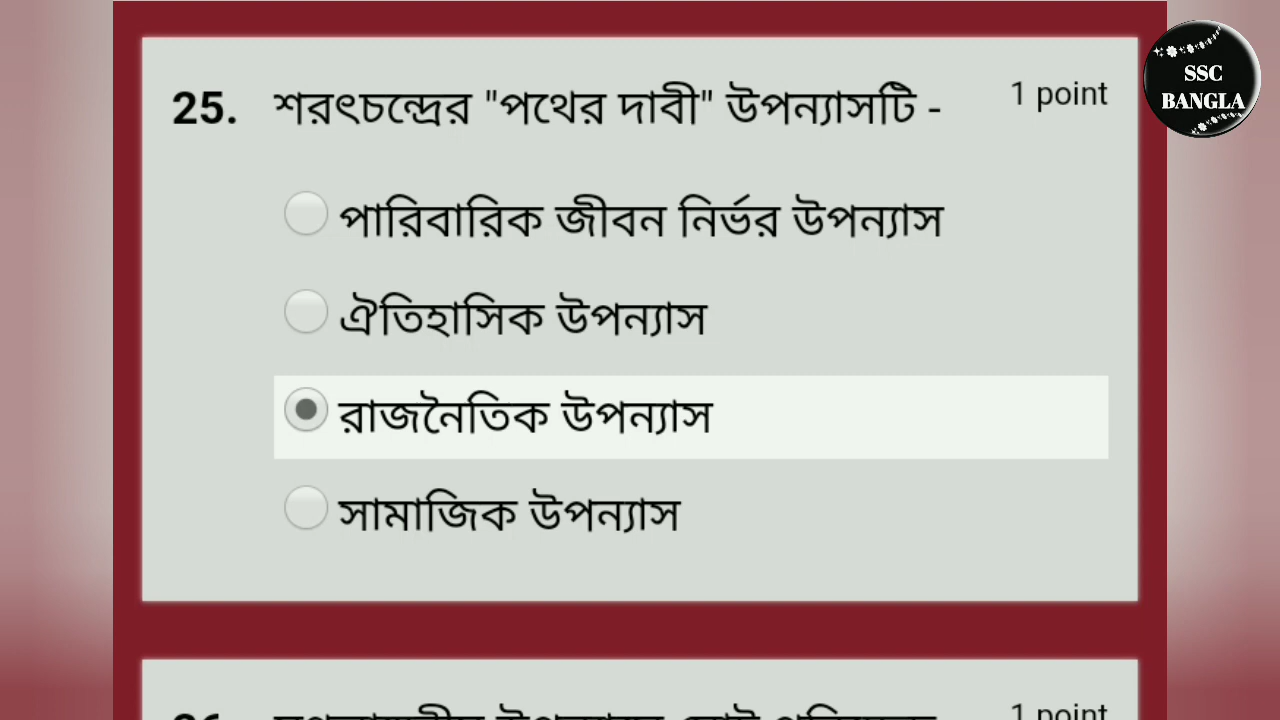 25. শরৎচন্দ্রের "পথের দাবী" উপন্যাসটি - 1 point
SSC
BANGLA
পারিবারিক জীবন নির্ভর উপন্যাস
ঐতিহাসিক উপন্যাস
রাজনৈতিক উপন্যাস
সামাজিক উপন্যাস
1 point